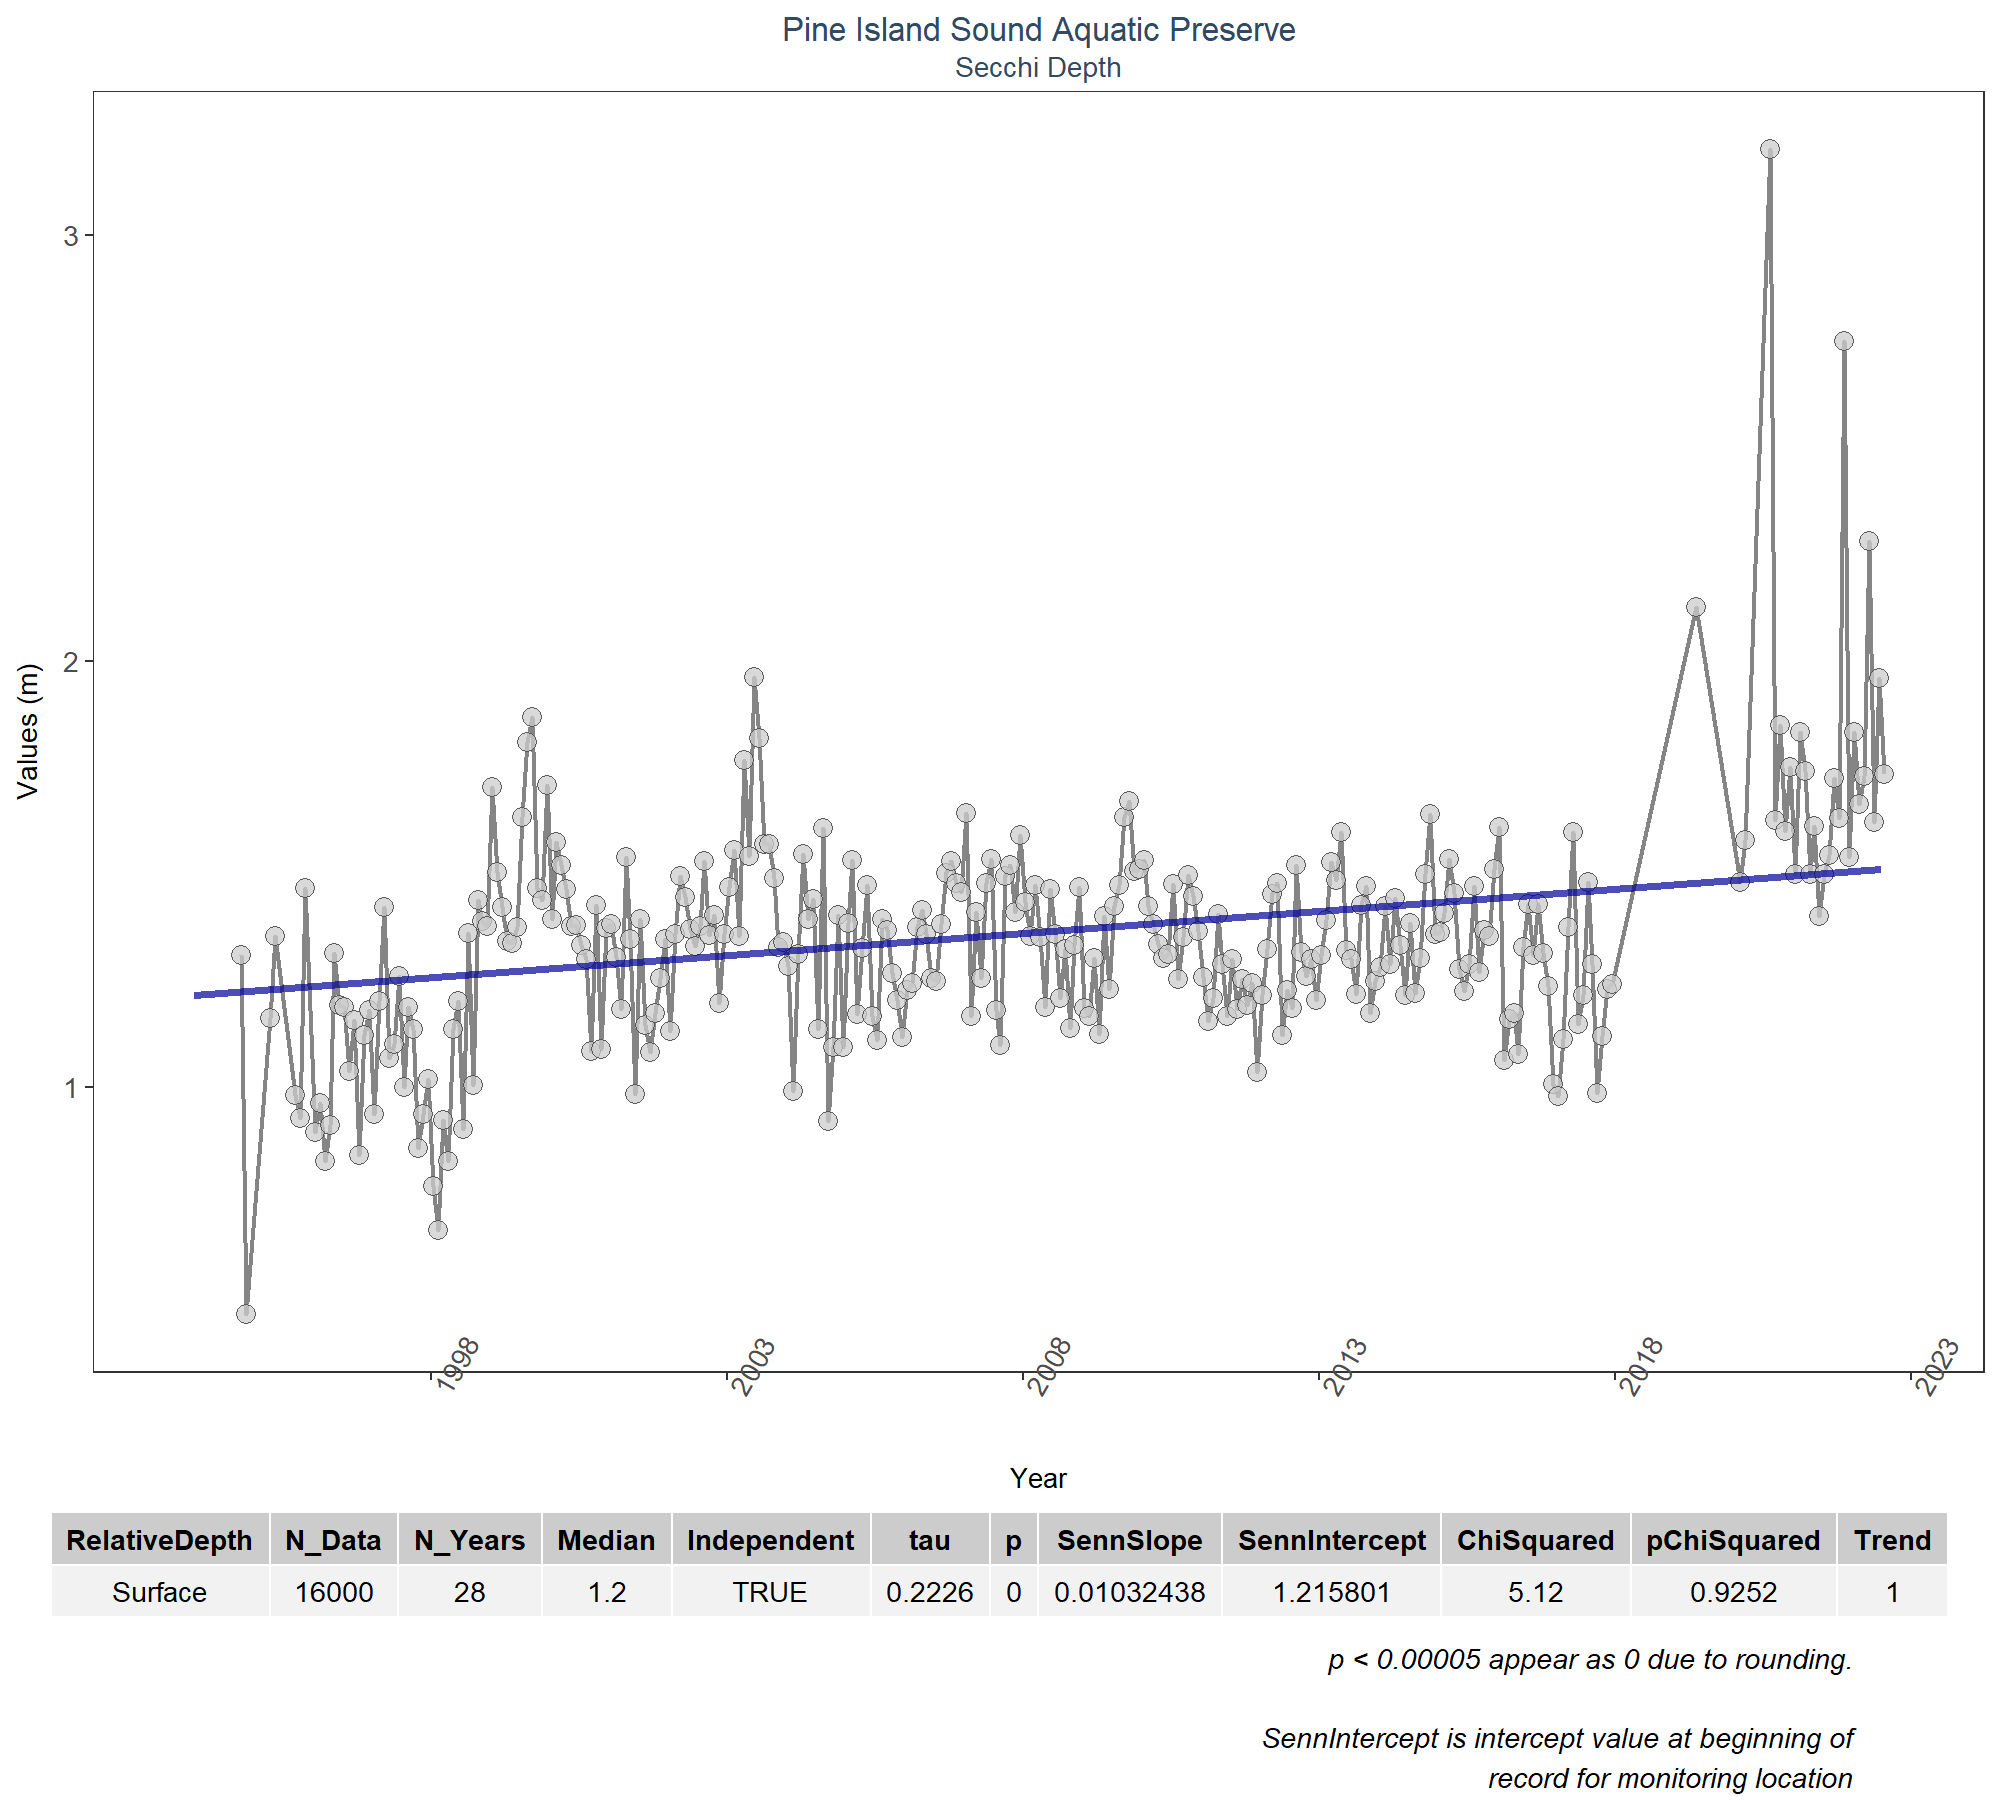 Pine Island Sound Aquatic Preserve
Secchi Depth
Values (m)
3
2
1
1998
2003
2008
2013
2018
2023
Year
RelativeDepth N_Data N_Years Median Independent tau p SennSlope SennIntercept ChiSquared pChiSquared Trend
Surface 16000 28 1.2 TRUE 0.2226 0 0.01032438 1.215801 5.12 0.9252 1
p < 0.00005 appear as 0 due to rounding.
SennIntercept is intercept value at beginning of
record for monitoring location